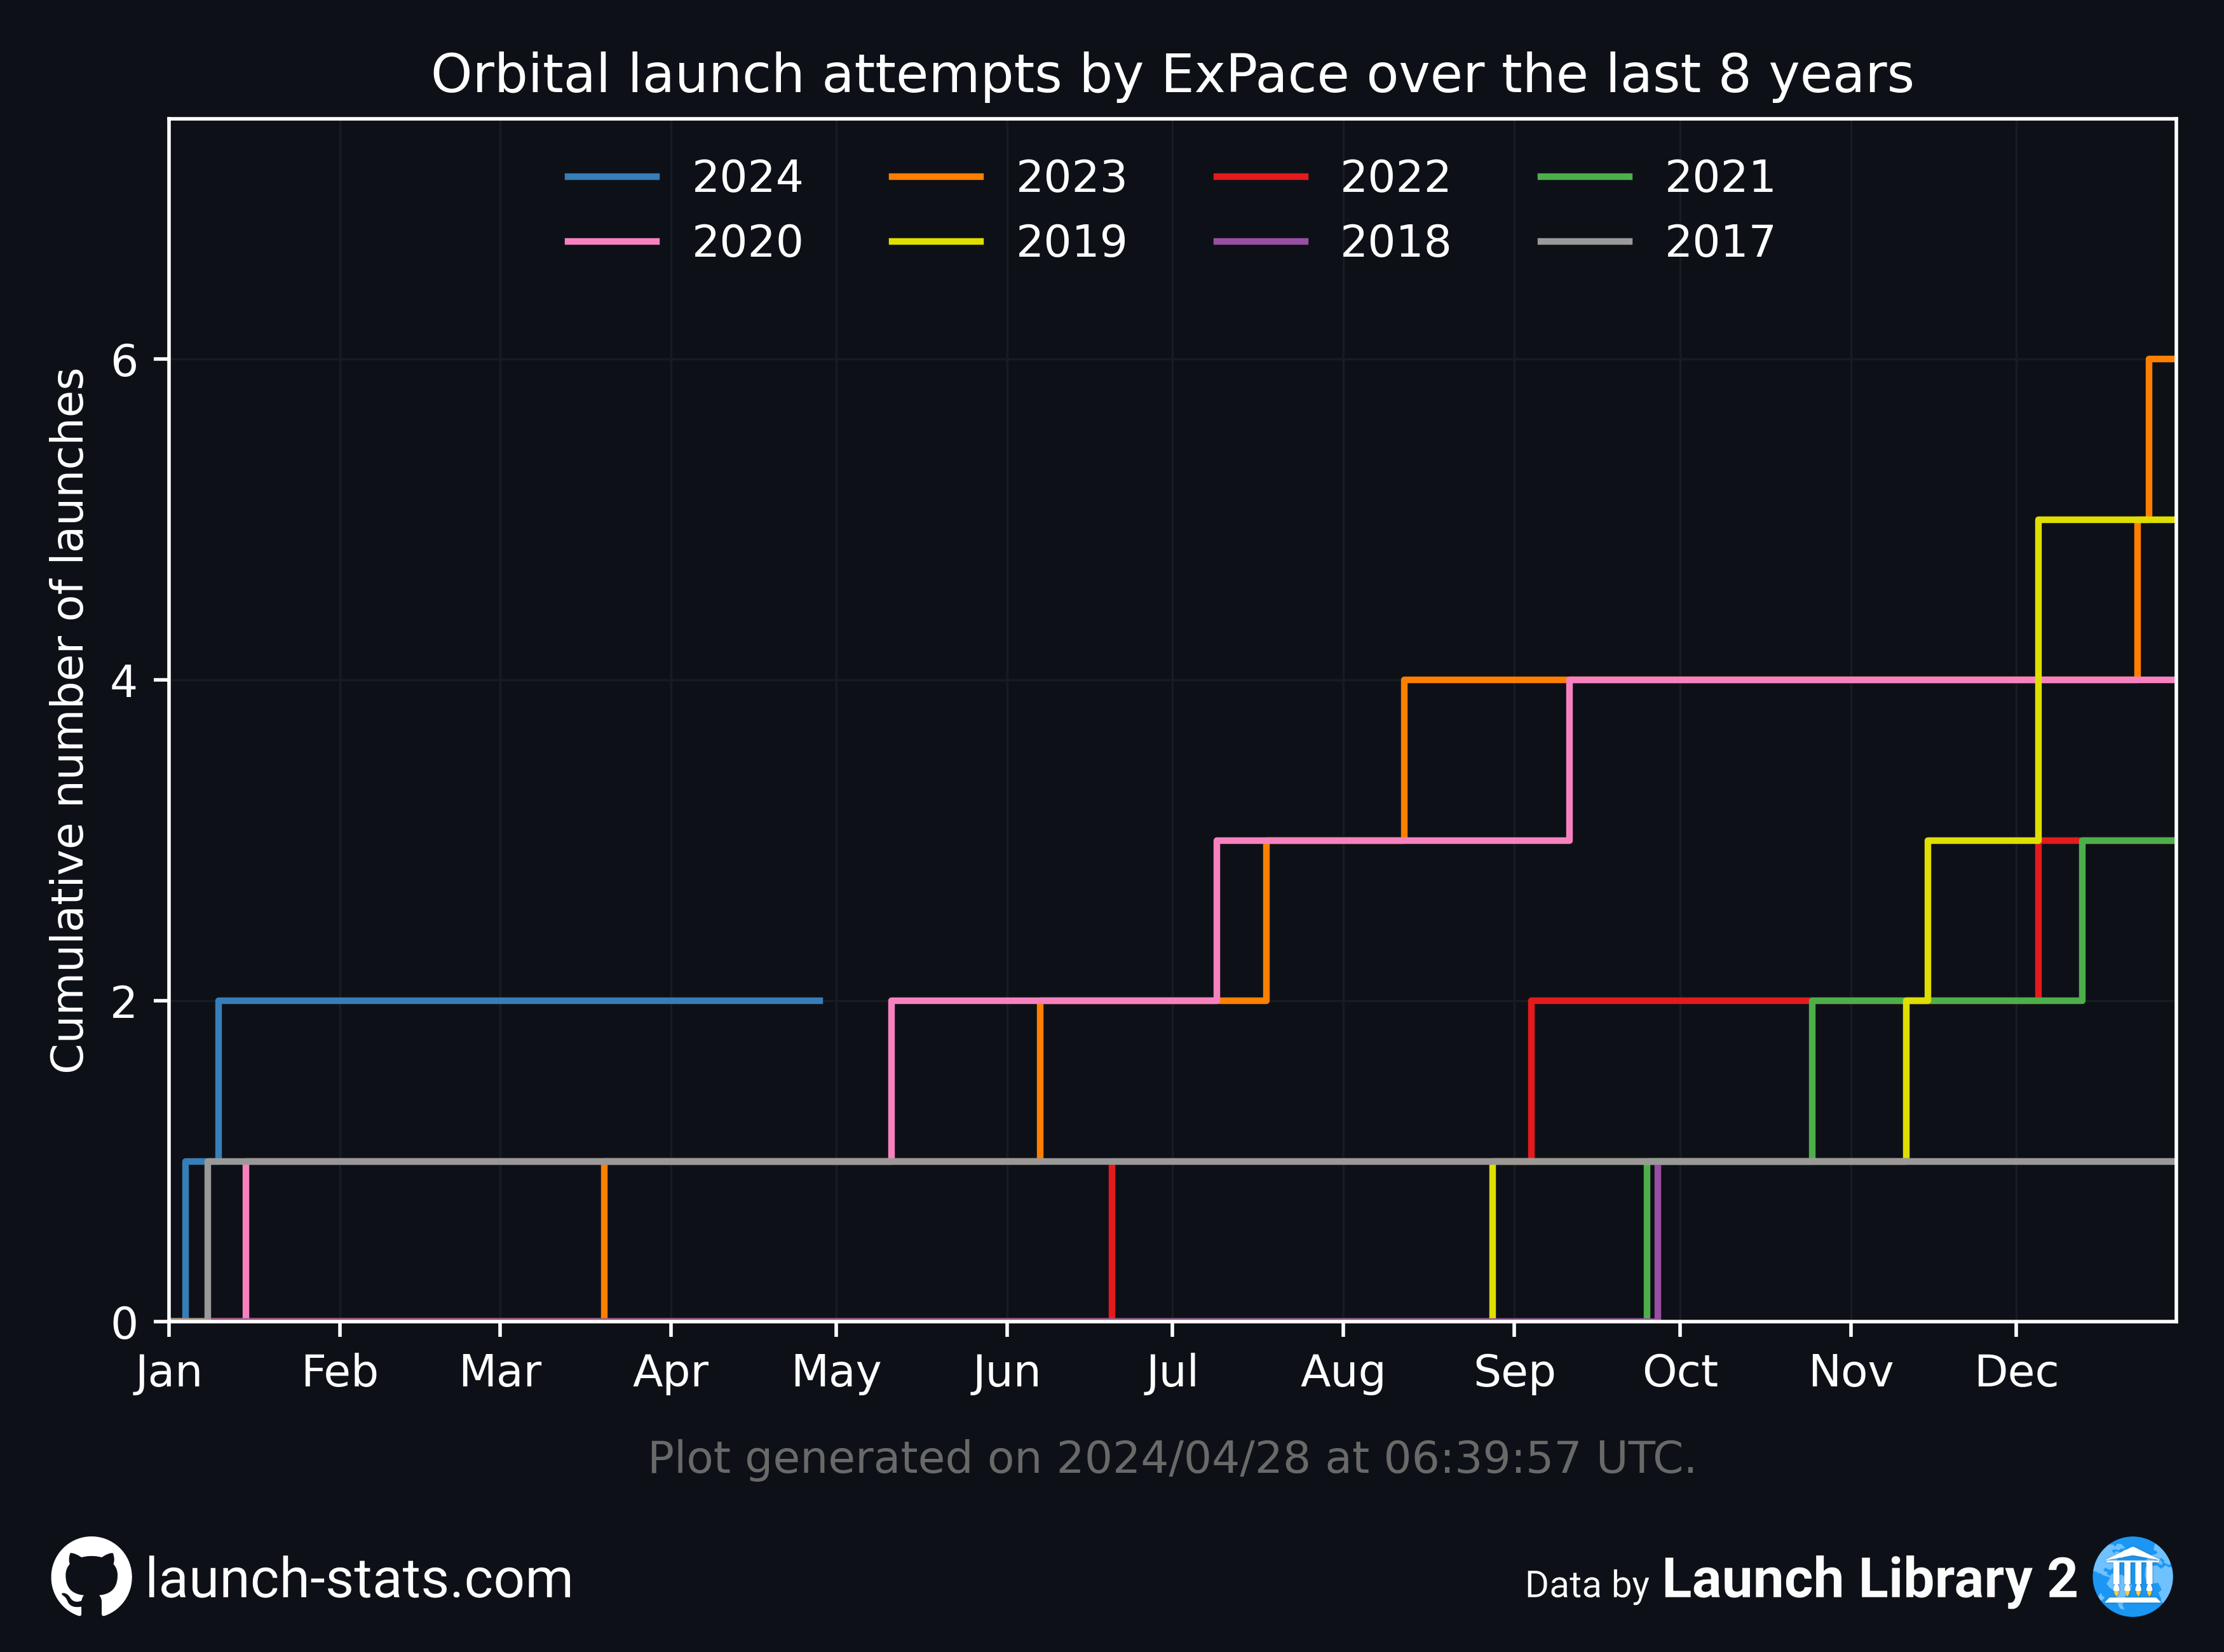 Orbital launch attempts by ExPace over the last 8 years
2024 2023 2022 2021
2020 2019 2018 2017
Cumulative number of launches
6
4
2
0
Jan Feb Mar Apr May Jun Jul Aug Sep Oct Nov Dec
Plot generated on 2024/04/28 at 06:39:57 UTC.
launch-stats.com
Data by Launch Library 2